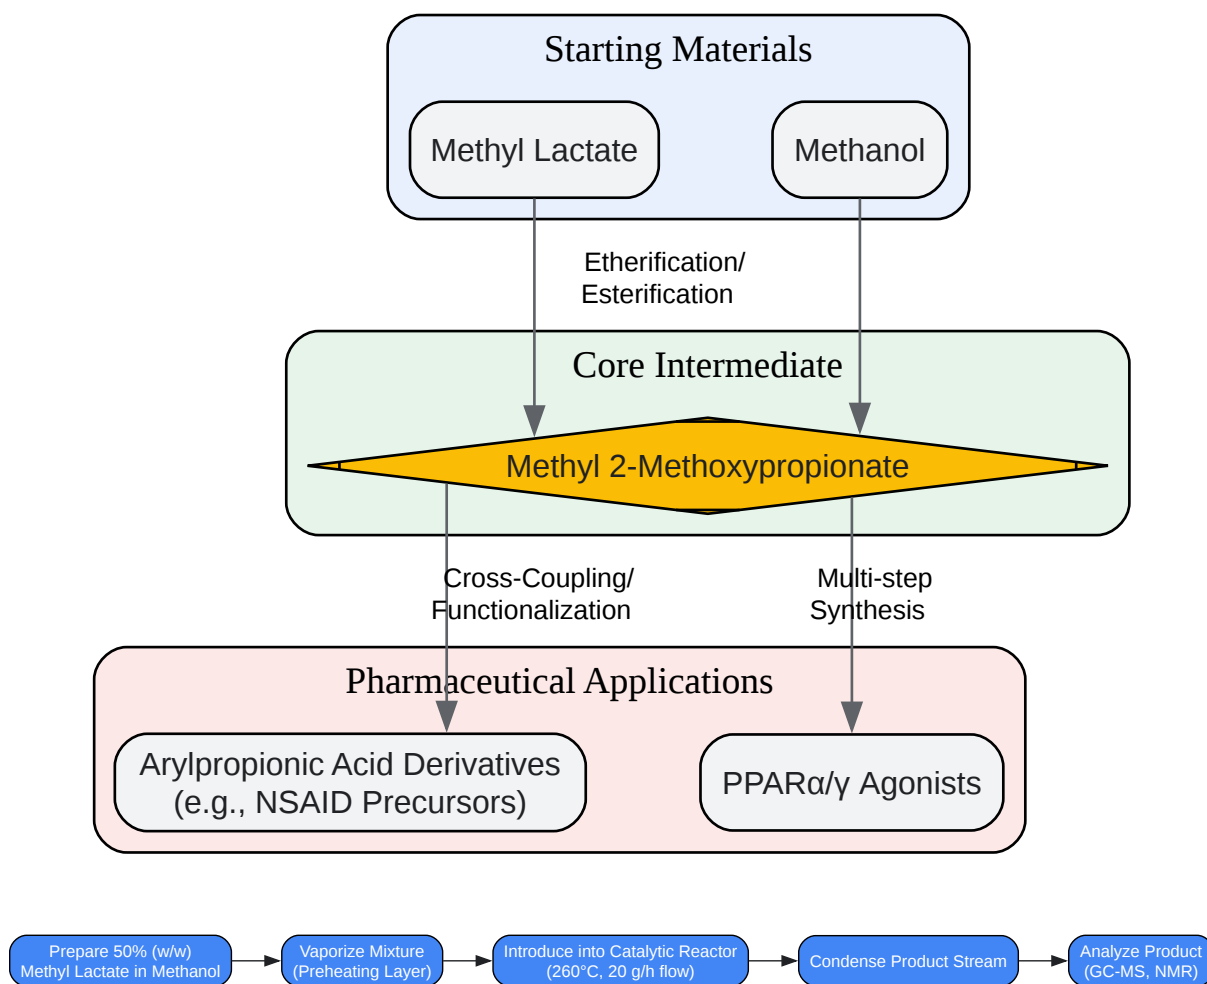 Starting Materials
Methyl Lactate
Methanol
Etherification/
Esterification
Core Intermediate
Methyl 2-Methoxypropionate
Cross-Coupling/
Functionalization
Multi-step
Synthesis
Pharmaceutical Applications
Arylpropionic Acid Derivatives
(e.g., NSAID Precursors)
PPARα/γ Agonists
Prepare 50% (w/w)
Methyl Lactate in Methanol
Vaporize Mixture
(Preheating Layer)
Introduce into Catalytic Reactor
(260°C, 20 g/h flow)
Condense Product Stream
Analyze Product
(GC-MS, NMR)